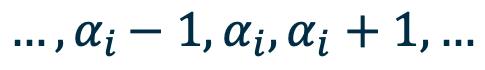 …, αᵢ − 1, αᵢ, αᵢ + 1, …